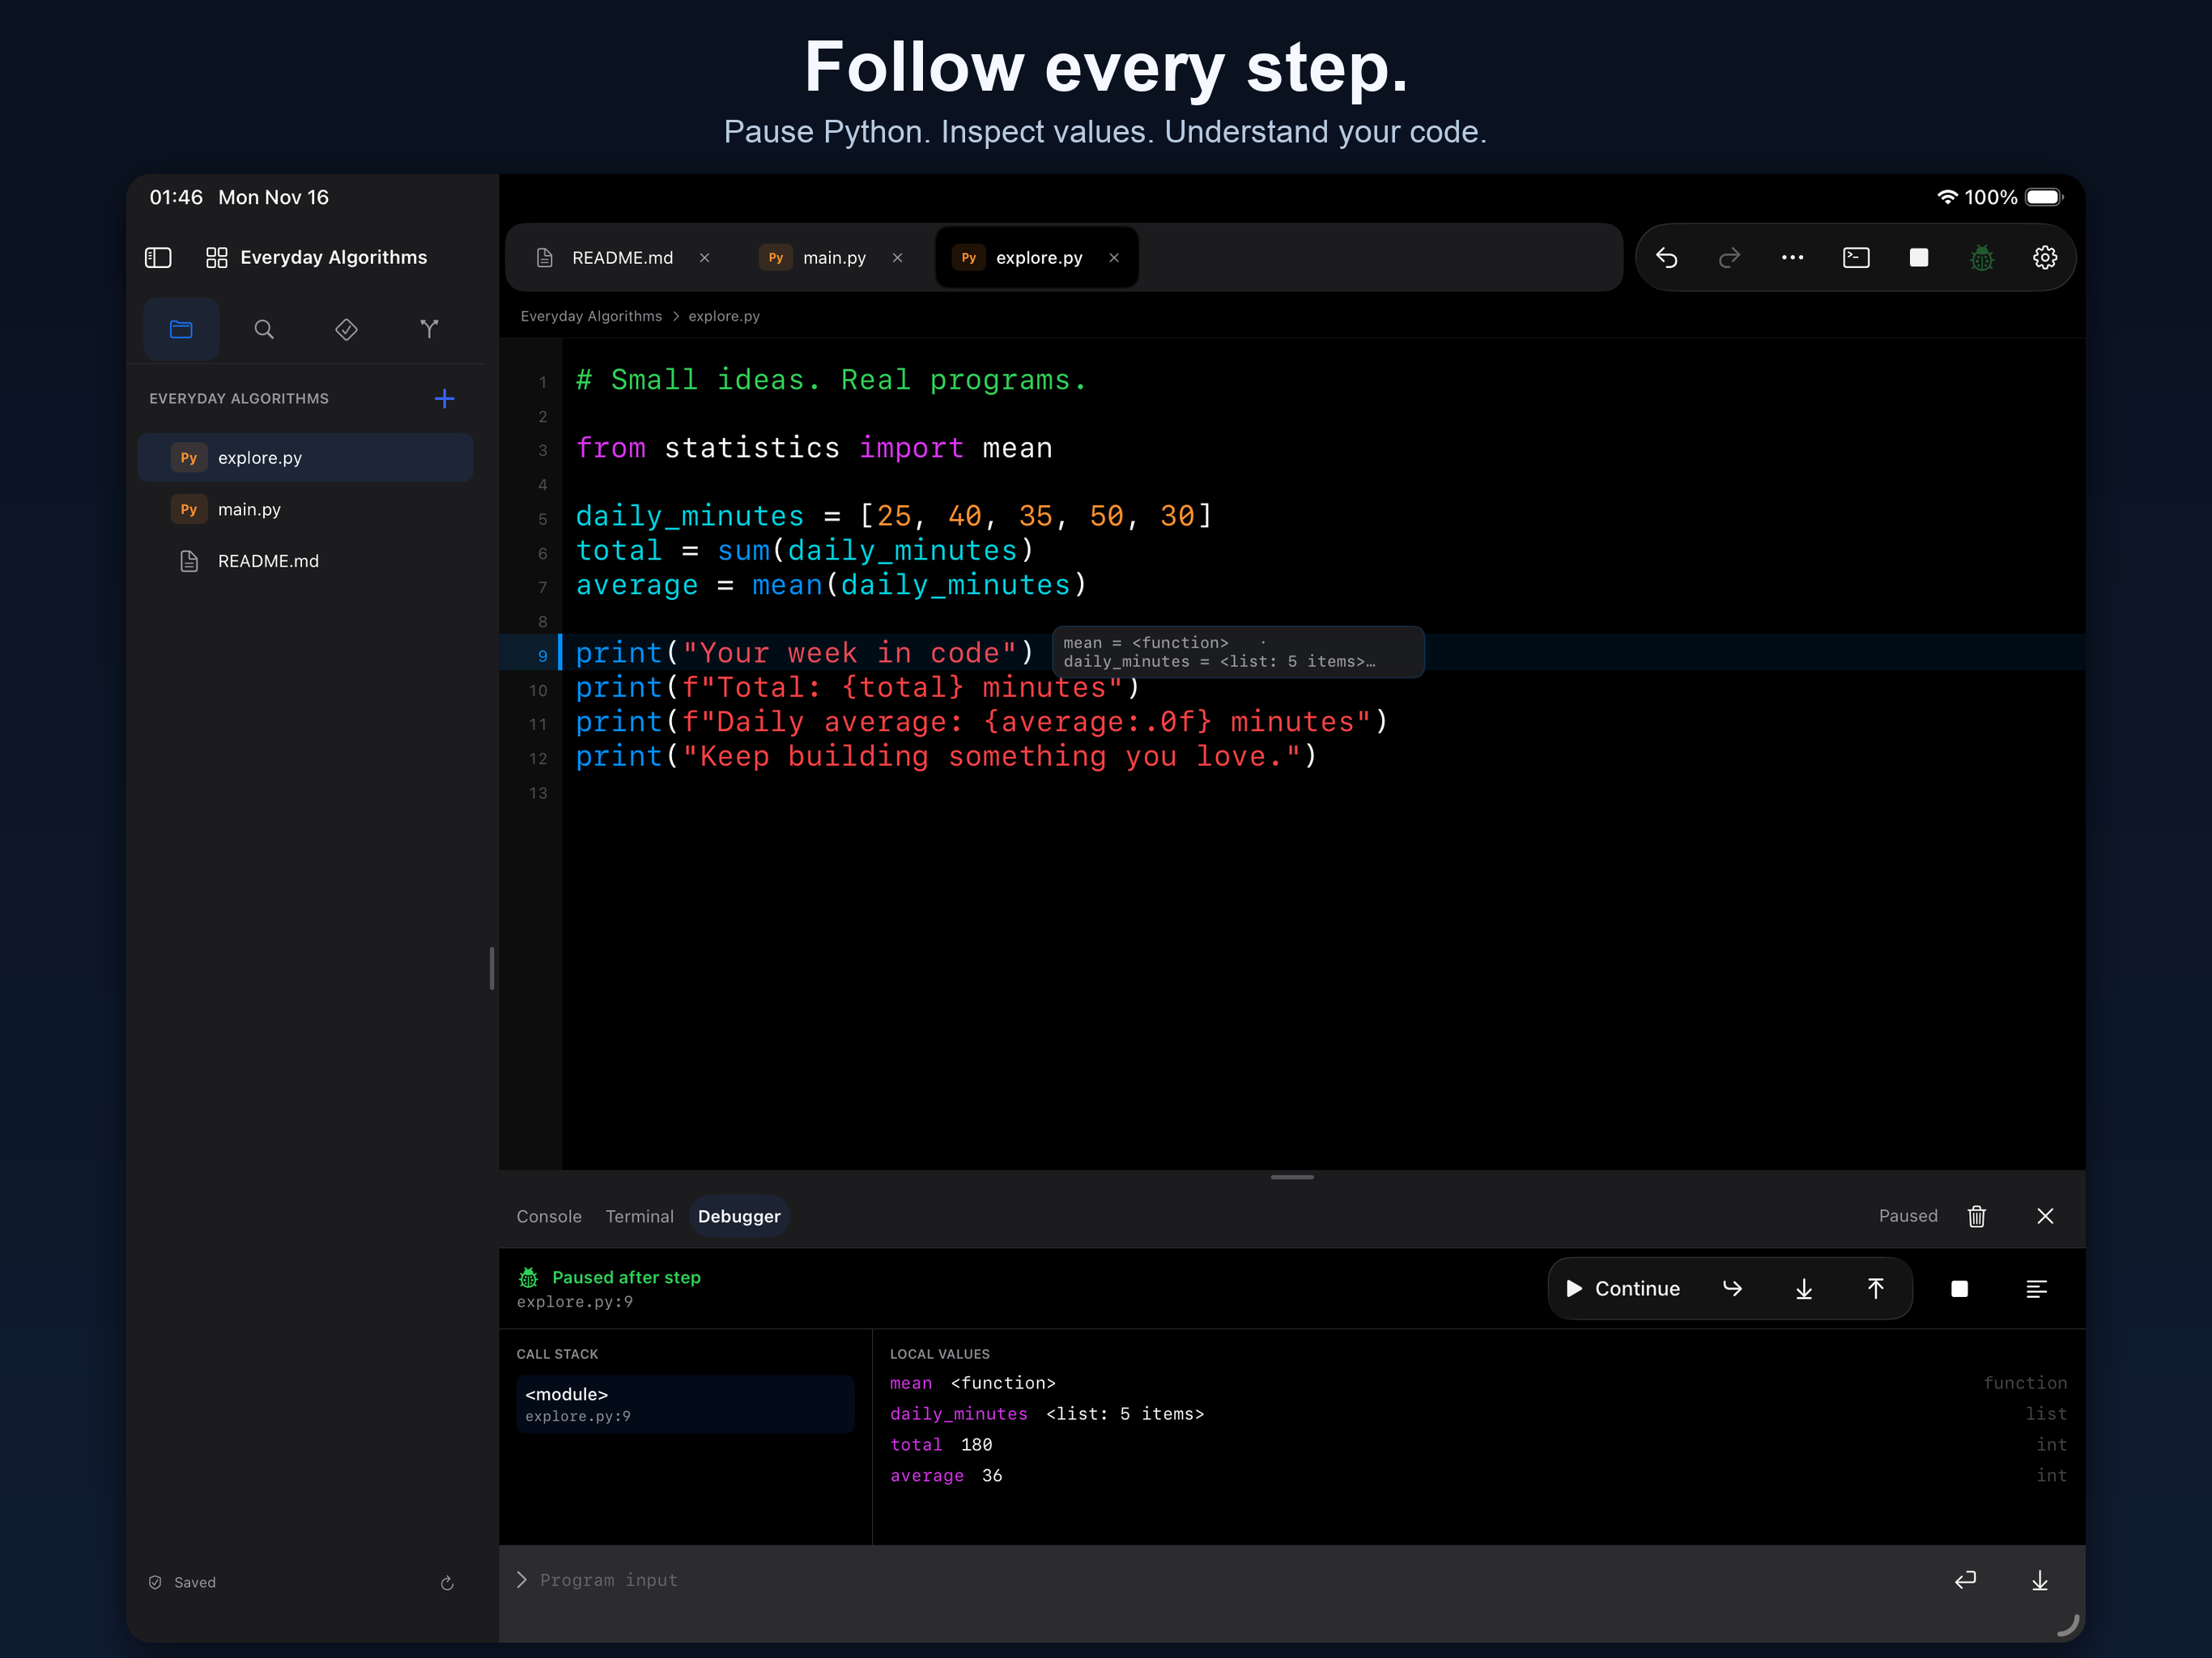 Follow every step.
Pause Python. Inspect values. Understand your code.
01:46 Mon Nov 16
100%
Everyday Algorithms
README.md
Py main.py
Py explore.py
Everyday Algorithms > explore.py
EVERYDAY ALGORITHMS
Py explore.py
Py main.py
README.md
1 # Small ideas. Real programs.
2
3 from statistics import mean
4
5 daily_minutes = [25, 40, 35, 50, 30]
6 total = sum(daily_minutes)
7 average = mean(daily_minutes)
8
9 print("Your week in code")
mean = <function> ·
daily_minutes = <list: 5 items>…
10 print(f"Total: {total} minutes")
11 print(f"Daily average: {average:.0f} minutes")
12 print("Keep building something you love.")
13
Console Terminal Debugger
Paused
Paused after step
explore.py:9
Continue
CALL STACK
<module>
explore.py:9
LOCAL VALUES
mean <function> function
daily_minutes <list: 5 items> list
total 180 int
average 36 int
Program input
Saved